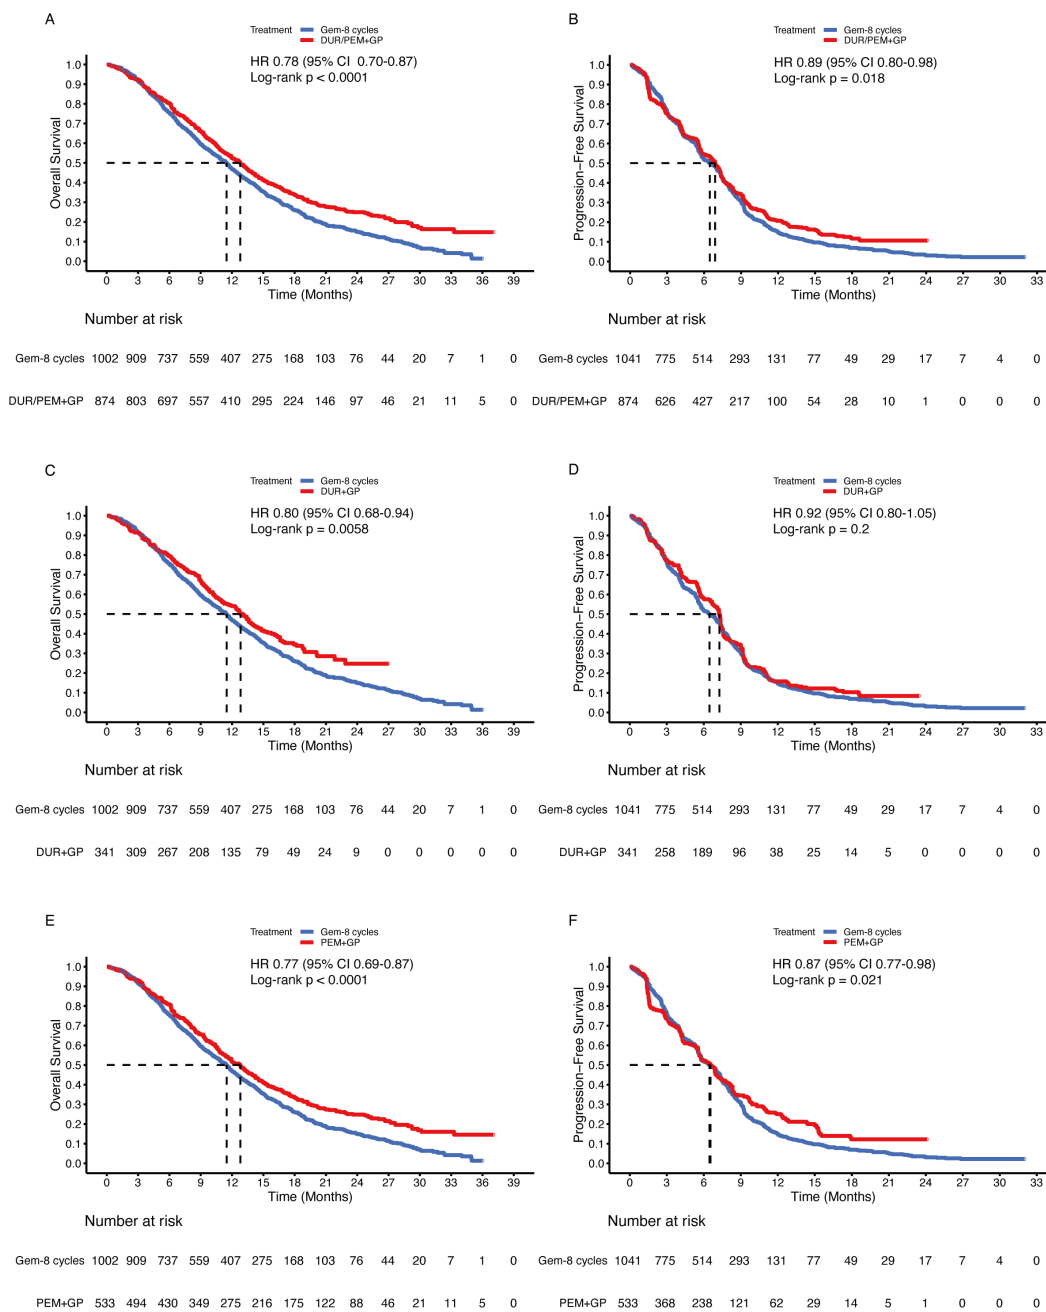 A
Treatment Gem-8 cycles
DUR/PEM+GP
HR 0.78 (95% CI 0.70-0.87)
Log-rank p < 0.0001
Overall Survival
1.0
0.9
0.8
0.7
0.6
0.5
0.4
0.3
0.2
0.1
0.0
0 3 6 9 12 15 18 21 24 27 30 33 36 39
Time (Months)
Number at risk
Gem-8 cycles 1002 909 737 559 407 275 168 103 76 44 20 7 1 0
DUR/PEM+GP 874 803 697 557 410 295 224 146 97 46 21 11 5 0
B
Treatment Gem-8 cycles
DUR/PEM+GP
HR 0.89 (95% CI 0.80-0.98)
Log-rank p = 0.018
Progression-Free Survival
1.0
0.9
0.8
0.7
0.6
0.5
0.4
0.3
0.2
0.1
0.0
0 3 6 9 12 15 18 21 24 27 30 33
Time (Months)
Number at risk
Gem-8 cycles 1041 775 514 293 131 77 49 29 17 7 4 0
DUR/PEM+GP 874 626 427 217 100 54 28 10 1 0 0 0
C
Treatment Gem-8 cycles
DUR+GP
HR 0.80 (95% CI 0.68-0.94)
Log-rank p = 0.0058
Overall Survival
1.0
0.9
0.8
0.7
0.6
0.5
0.4
0.3
0.2
0.1
0.0
0 3 6 9 12 15 18 21 24 27 30 33 36 39
Time (Months)
Number at risk
Gem-8 cycles 1002 909 737 559 407 275 168 103 76 44 20 7 1 0
DUR+GP 341 309 267 208 135 79 49 24 9 0 0 0 0 0
D
Treatment Gem-8 cycles
DUR+GP
HR 0.92 (95% CI 0.80-1.05)
Log-rank p = 0.2
Progression-Free Survival
1.0
0.9
0.8
0.7
0.6
0.5
0.4
0.3
0.2
0.1
0.0
0 3 6 9 12 15 18 21 24 27 30 33
Time (Months)
Number at risk
Gem-8 cycles 1041 775 514 293 131 77 49 29 17 7 4 0
DUR+GP 341 258 189 96 38 25 14 5 0 0 0 0
E
Treatment Gem-8 cycles
PEM+GP
HR 0.77 (95% CI 0.69-0.87)
Log-rank p < 0.0001
Overall Survival
1.0
0.9
0.8
0.7
0.6
0.5
0.4
0.3
0.2
0.1
0.0
0 3 6 9 12 15 18 21 24 27 30 33 36 39
Time (Months)
Number at risk
Gem-8 cycles 1002 909 737 559 407 275 168 103 76 44 20 7 1 0
PEM+GP 533 494 430 349 275 216 175 122 88 46 21 11 5 0
F
Treatment Gem-8 cycles
PEM+GP
HR 0.87 (95% CI 0.77-0.98)
Log-rank p = 0.021
Progression-Free Survival
1.0
0.9
0.8
0.7
0.6
0.5
0.4
0.3
0.2
0.1
0.0
0 3 6 9 12 15 18 21 24 27 30 33
Time (Months)
Number at risk
Gem-8 cycles 1041 775 514 293 131 77 49 29 17 7 4 0
PEM+GP 533 368 238 121 62 29 14 5 1 0 0 0